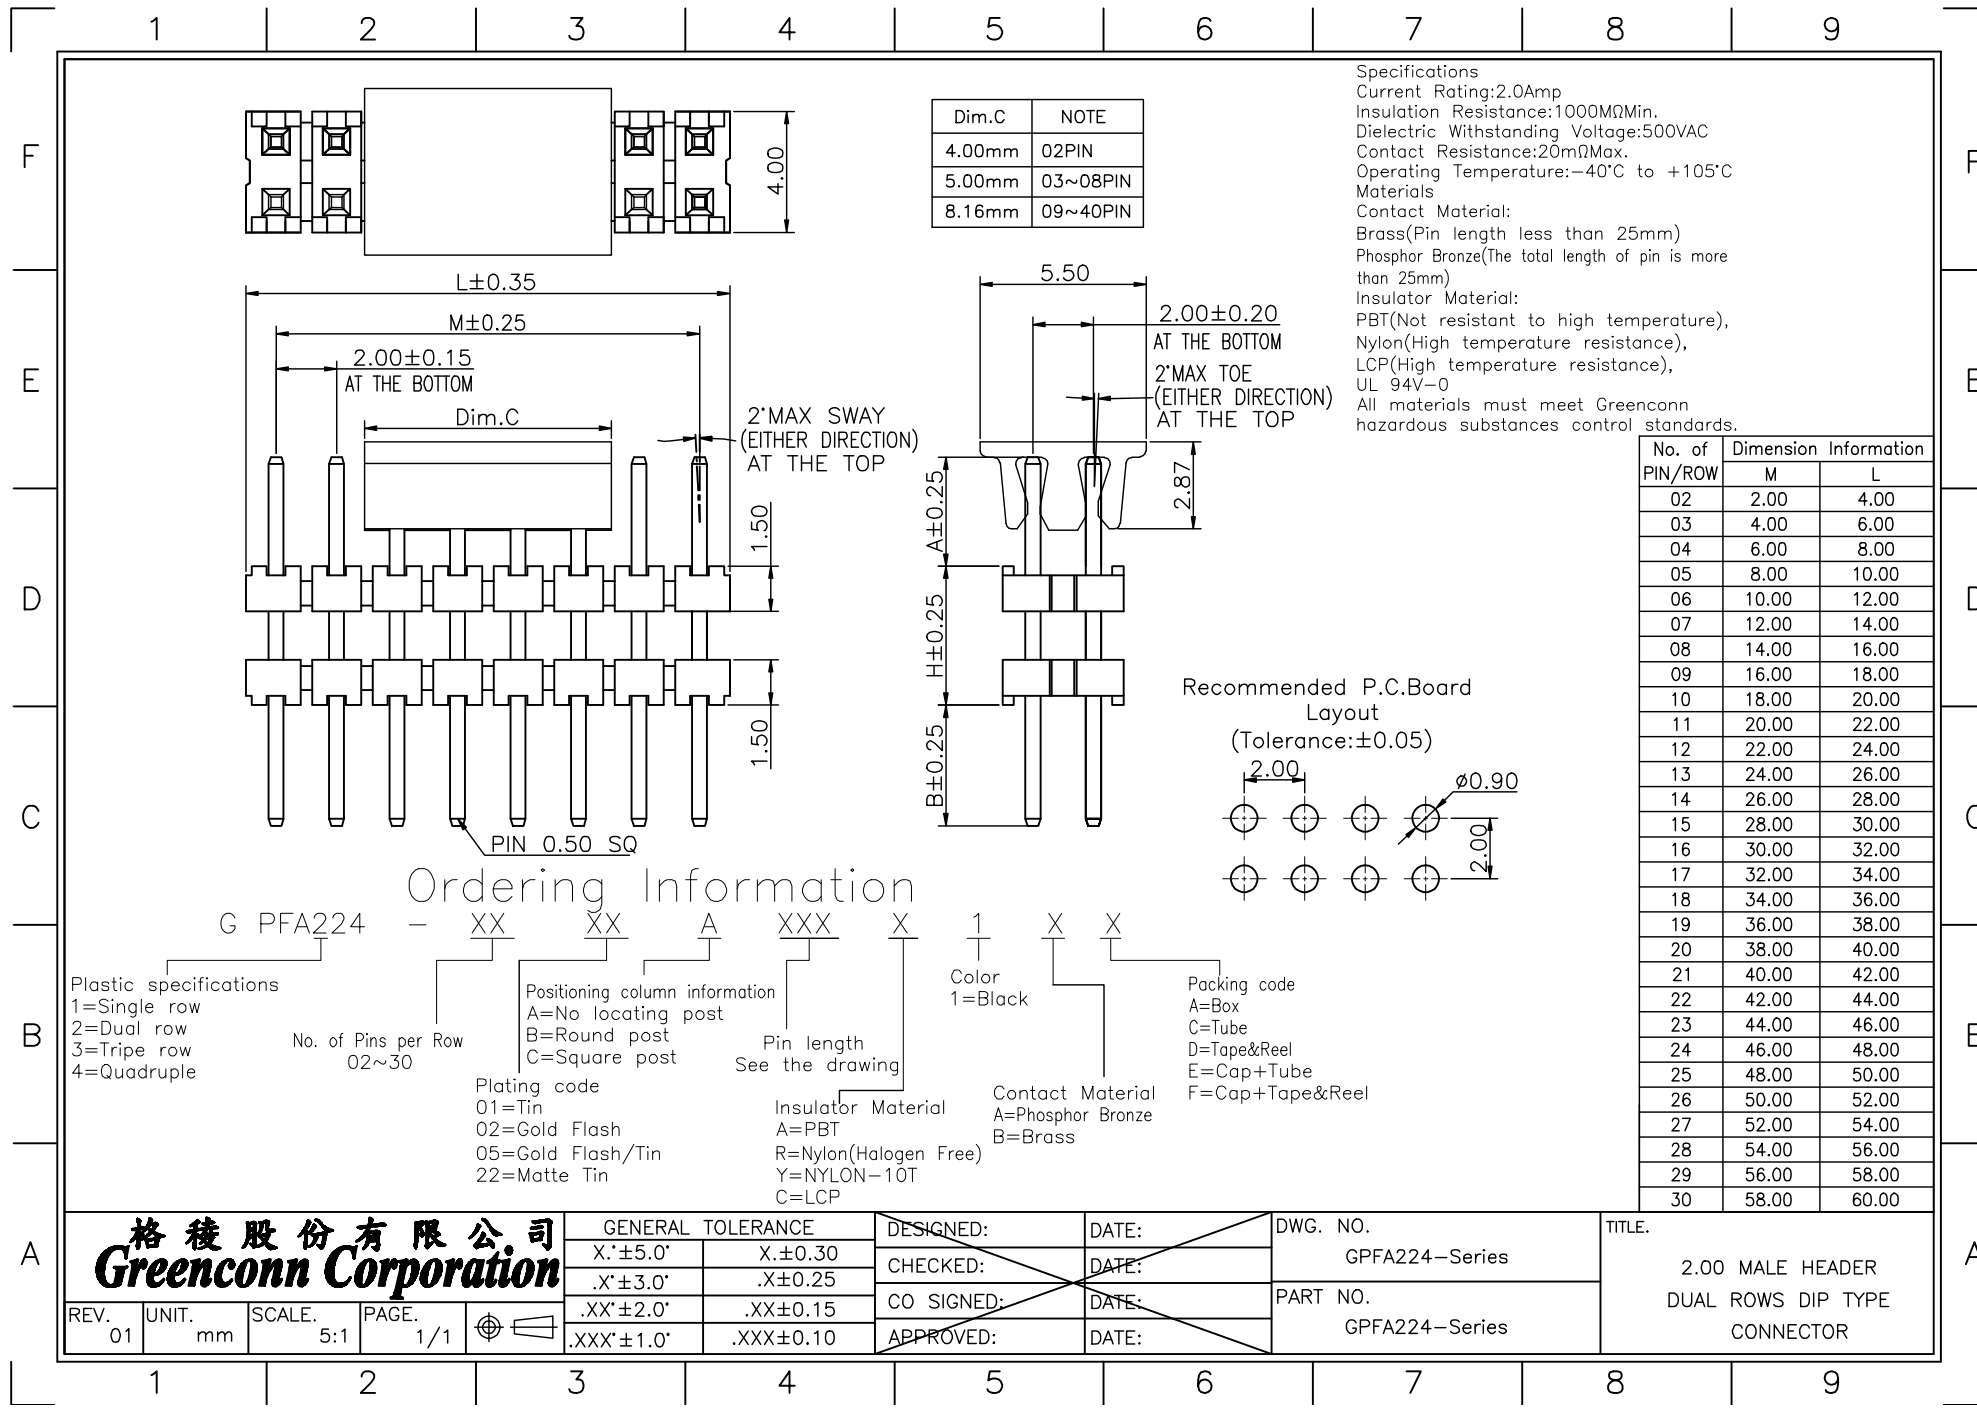 1 2 3 4 5 6 7 8 9
F
E
D
C
B
A
F
E
D
C
B
A
4.00
L±0.35
M±0.25
2.00±0.15
AT THE BOTTOM
Dim.C
2°MAX SWAY
(EITHER DIRECTION)
AT THE TOP
1.50
1.50
PIN 0.50 SQ
Dim.C NOTE
4.00mm 02PIN
5.00mm 03~08PIN
8.16mm 09~40PIN
5.50
2.00±0.20
AT THE BOTTOM
2°MAX TOE
(EITHER DIRECTION)
AT THE TOP
2.87
A±0.25
H±0.25
B±0.25
Specifications
Current Rating:2.0Amp
Insulation Resistance:1000MΩMin.
Dielectric Withstanding Voltage:500VAC
Contact Resistance:20mΩMax.
Operating Temperature:−40°C to +105°C
Materials
Contact Material:
Brass(Pin length less than 25mm)
Phosphor Bronze(The total length of pin is more
than 25mm)
Insulator Material:
PBT(Not resistant to high temperature),
Nylon(High temperature resistance),
LCP(High temperature resistance),
UL 94V−0
All materials must meet Greenconn
hazardous substances control standards.
No. of PIN/ROW Dimension Information
M L
02 2.00 4.00
03 4.00 6.00
04 6.00 8.00
05 8.00 10.00
06 10.00 12.00
07 12.00 14.00
08 14.00 16.00
09 16.00 18.00
10 18.00 20.00
11 20.00 22.00
12 22.00 24.00
13 24.00 26.00
14 26.00 28.00
15 28.00 30.00
16 30.00 32.00
17 32.00 34.00
18 34.00 36.00
19 36.00 38.00
20 38.00 40.00
21 40.00 42.00
22 42.00 44.00
23 44.00 46.00
24 46.00 48.00
25 48.00 50.00
26 50.00 52.00
27 52.00 54.00
28 54.00 56.00
29 56.00 58.00
30 58.00 60.00
Recommended P.C.Board
Layout
(Tolerance:±0.05)
2.00
ø0.90
2.00
Ordering Information
G PFA224 − XX XX A XXX X 1 X X
Plastic specifications
1=Single row
2=Dual row
3=Tripe row
4=Quadruple
No. of Pins per Row
02~30
Plating code
01=Tin
02=Gold Flash
05=Gold Flash/Tin
22=Matte Tin
Positioning column information
A=No locating post
B=Round post
C=Square post
Pin length
See the drawing
Insulator Material
A=PBT
R=Nylon(Halogen Free)
Y=NYLON−10T
C=LCP
Color
1=Black
Contact Material
A=Phosphor Bronze
B=Brass
Packing code
A=Box
C=Tube
D=Tape&Reel
E=Cap+Tube
F=Cap+Tape&Reel
格稜股份有限公司
Greenconn Corporation
REV. 01
UNIT. mm
SCALE. 5:1
PAGE. 1/1
GENERAL TOLERANCE
X.°±5.0° X.±0.30
.X°±3.0° .X±0.25
.XX°±2.0° .XX±0.15
.XXX°±1.0° .XXX±0.10
DESIGNED: DATE:
CHECKED: DATE:
CO SIGNED: DATE:
APPROVED: DATE:
DWG. NO.
GPFA224−Series
PART NO.
GPFA224−Series
TITLE.
2.00 MALE HEADER
DUAL ROWS DIP TYPE
CONNECTOR
1 2 3 4 5 6 7 8 9